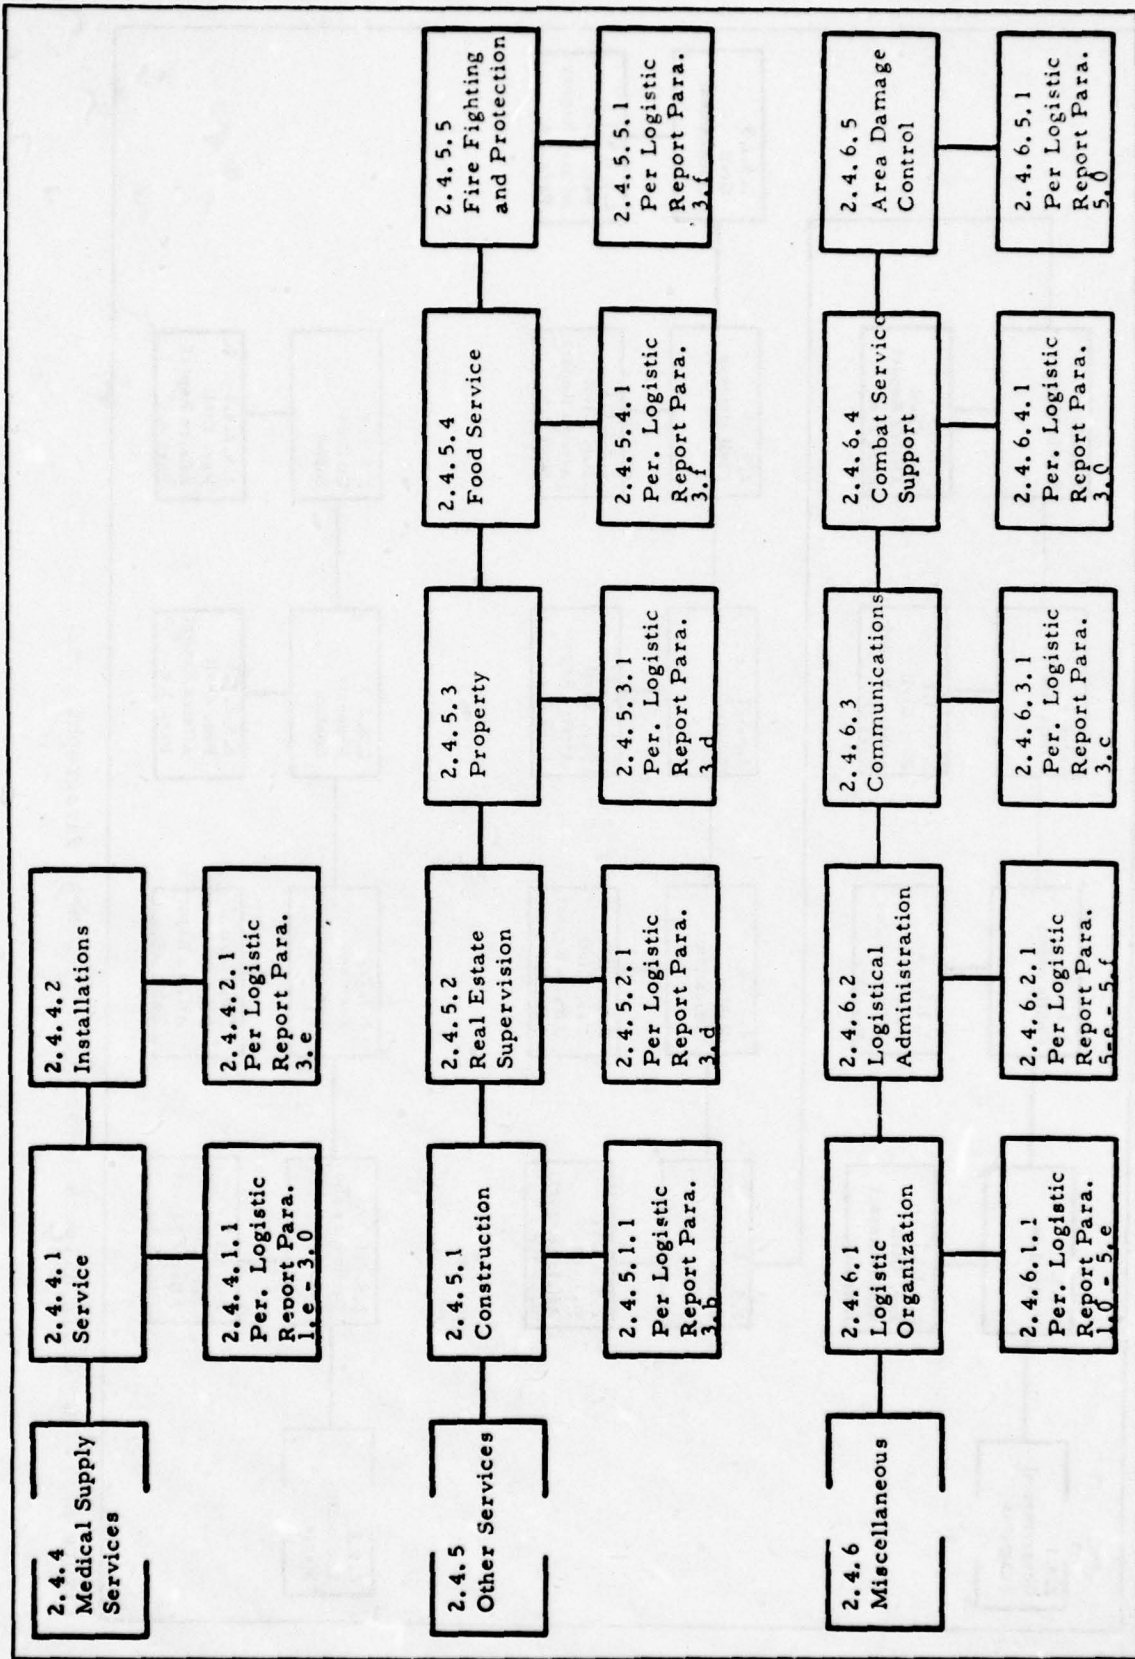 2.4.4
Medical Supply
Services
2.4.4.1
Service
2.4.4.2
Installations
2.4.4.1.1
Per. Logistic
Report Para.
1.e - 3.0
2.4.4.2.1
Per Logistic
Report Para.
3.e
2.4.5
Other Services
2.4.5.1
Construction
2.4.5.2
Real Estate
Supervision
2.4.5.3
Property
2.4.5.4
Food Service
2.4.5.5
Fire Fighting
and Protection
2.4.5.1.1
Per Logistic
Report Para.
3.b
2.4.5.2.1
Per Logistic
Report Para.
3.d
2.4.5.3.1
Per. Logistic
Report Para.
3.d
2.4.5.4.1
Per. Logistic
Report Para.
3.f
2.4.5.5.1
Per Logistic
Report Para.
3.f
2.4.6
Miscellaneous
2.4.6.1
Logistic
Organization
2.4.6.2
Logistical
Administration
2.4.6.3
Communications
2.4.6.4
Combat Service
Support
2.4.6.5
Area Damage
Control
2.4.6.1.1
Per. Logistic
Report Para.
1.0 - 5.e
2.4.6.2.1
Per Logistic
Report Para.
5-e - 5.f
2.4.6.3.1
Per. Logistic
Report Para.
3.c
2.4.6.4.1
Per. Logistic
Report Para.
3.0
2.4.6.5.1
Per Logistic
Report Para.
5.0